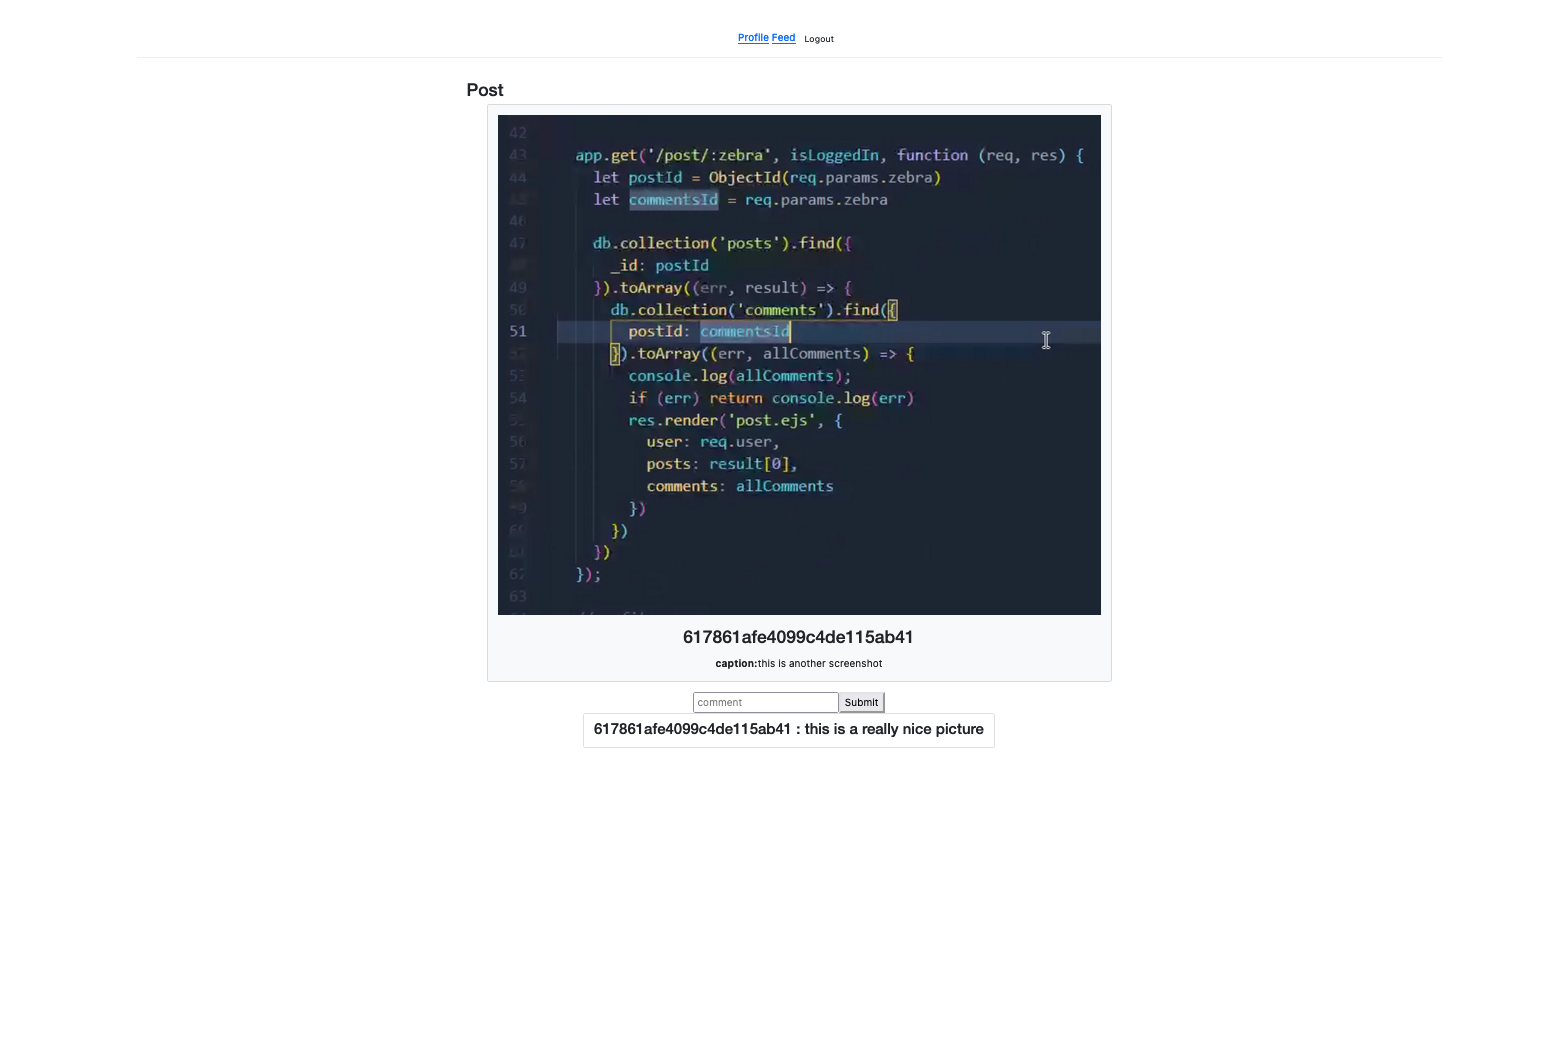 Profile Feed Logout
Post
42
43 app.get('/post/:zebra', isLoggedIn, function (req, res) {
44 let postId = ObjectId(req.params.zebra)
45 let commentsId = req.params.zebra
46
47 db.collection('posts').find({
48 _id: postId
49 }).toArray((err, result) => {
50 db.collection('comments').find({
51 postId: commentsId
52 }).toArray((err, allComments) => {
53 console.log(allComments);
54 if (err) return console.log(err)
55 res.render('post.ejs', {
56 user: req.user,
57 posts: result[0],
58 comments: allComments
59 })
60 })
61 })
62 });
63
617861afe4099c4de115ab41
caption:this is another screenshot
comment Submit
617861afe4099c4de115ab41 : this is a really nice picture